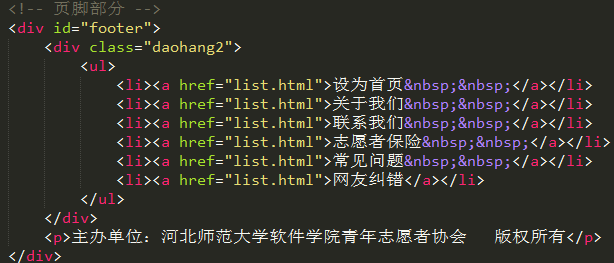 <!-- 页脚部分 -->
<div id="footer">
<div class="daohang2">
<ul>
<li><a href="list.html">设为首页&nbsp;&nbsp;</a></li>
<li><a href="list.html">关于我们&nbsp;&nbsp;</a></li>
<li><a href="list.html">联系我们&nbsp;&nbsp;</a></li>
<li><a href="list.html">志愿者保险&nbsp;&nbsp;</a></li>
<li><a href="list.html">常见问题&nbsp;&nbsp;</a></li>
<li><a href="list.html">网友纠错</a></li>
</ul>
</div>
<p>主办单位：河北师范大学软件学院青年志愿者协会   版权所有</p>
</div>